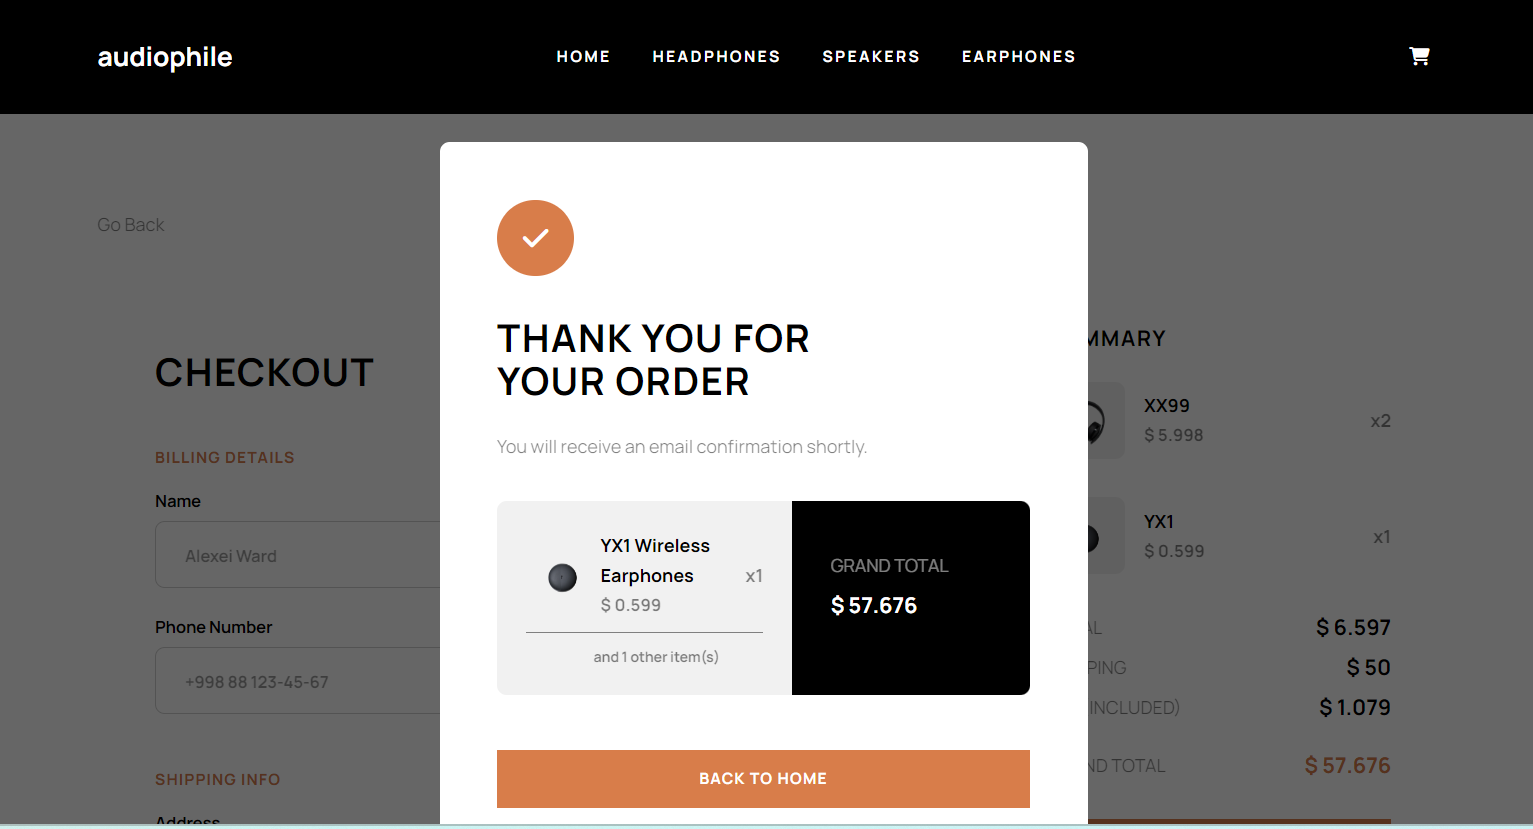 audiophile
HOME HEADPHONES SPEAKERS EARPHONES
Go Back
CHECKOUT
BILLING DETAILS
Name
Alexei Ward
Phone Number
+998 88 123-45-67
SHIPPING INFO
Address
THANK YOU FOR
YOUR ORDER
You will receive an email confirmation shortly.
YX1 Wireless
Earphones
x1
$ 0.599
and 1 other item(s)
GRAND TOTAL
$ 57.676
BACK TO HOME
MMARY
XX99
$ 5.998
x2
YX1
$ 0.599
x1
AL
$ 6.597
PING
$ 50
INCLUDED)
$ 1.079
ND TOTAL
$ 57.676